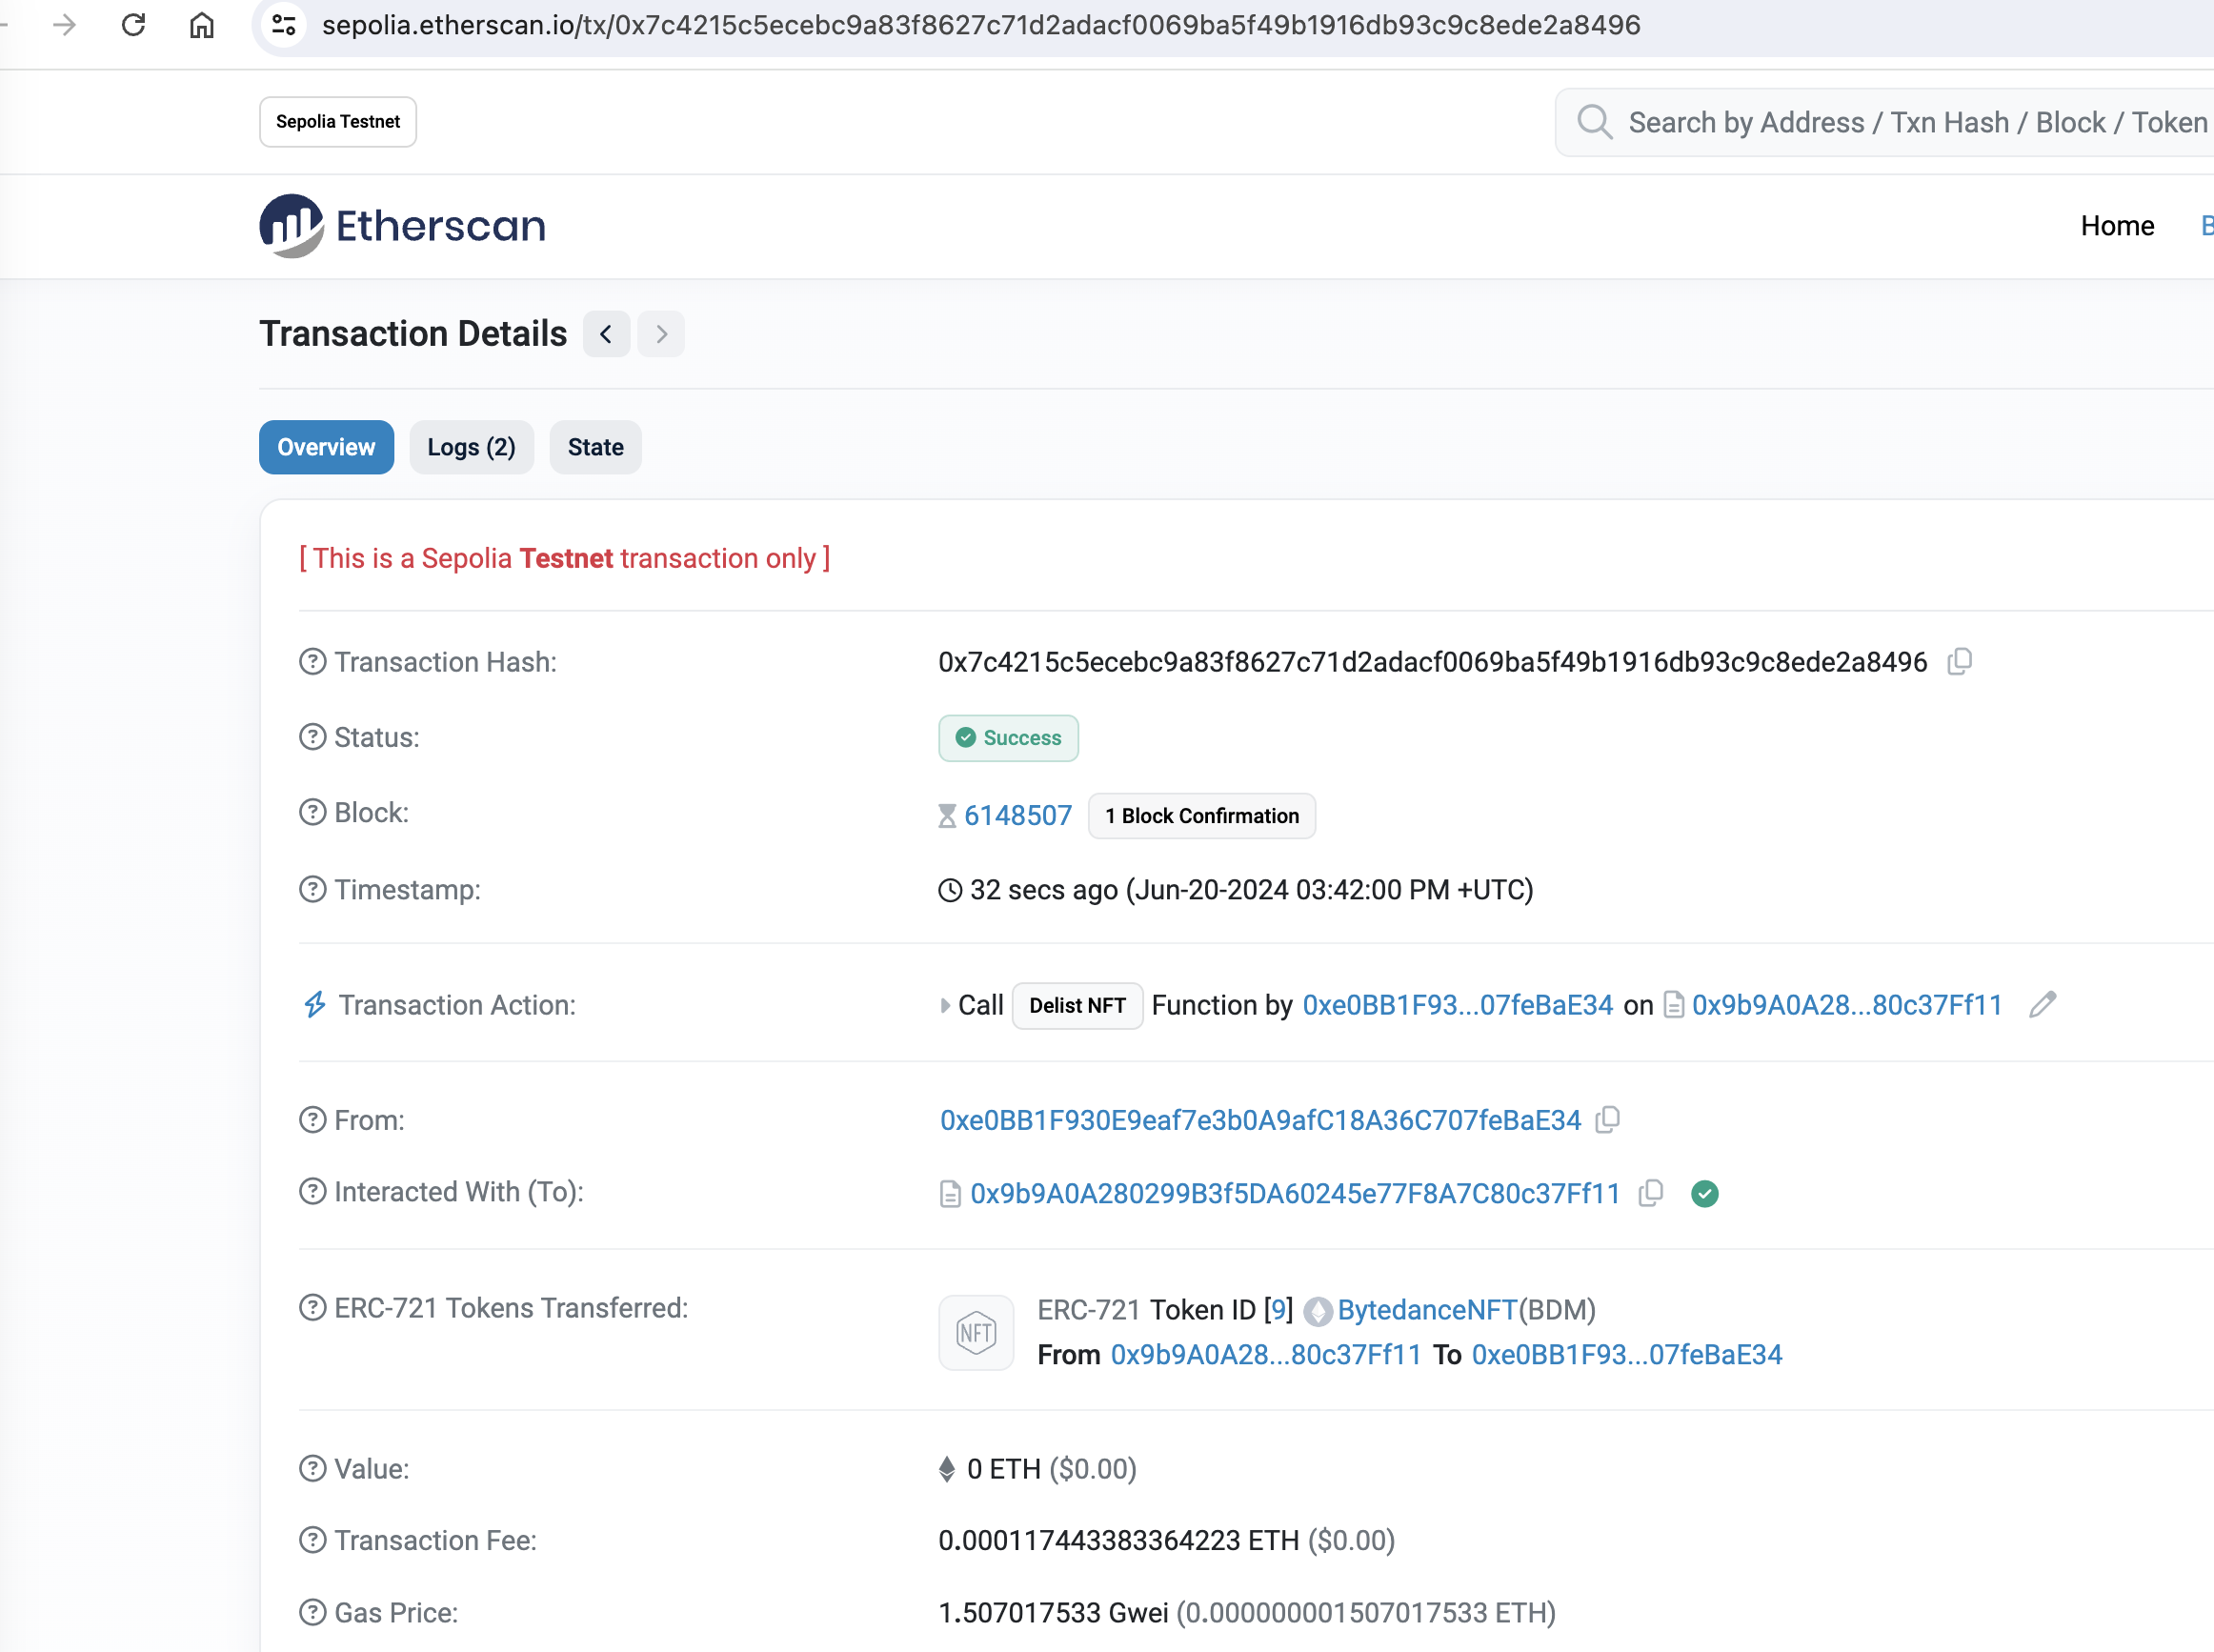 sepolia.etherscan.io/tx/0x7c4215c5ecebc9a83f8627c71d2adacf0069ba5f49b1916db93c9c8ede2a8496
Sepolia Testnet
Search by Address / Txn Hash / Block / Token
Etherscan
Home
B
Transaction Details
Overview Logs (2) State
[ This is a Sepolia Testnet transaction only ]
Transaction Hash: 0x7c4215c5ecebc9a83f8627c71d2adacf0069ba5f49b1916db93c9c8ede2a8496
Status: Success
Block: 6148507 1 Block Confirmation
Timestamp: 32 secs ago (Jun-20-2024 03:42:00 PM +UTC)
Transaction Action: Call Delist NFT Function by 0xe0BB1F93...07feBaE34 on 0x9b9A0A28...80c37Ff11
From: 0xe0BB1F930E9eaf7e3b0A9afC18A36C707feBaE34
Interacted With (To): 0x9b9A0A280299B3f5DA60245e77F8A7C80c37Ff11
ERC-721 Tokens Transferred: NFT ERC-721 Token ID [9] BytedanceNFT(BDM)
From 0x9b9A0A28...80c37Ff11 To 0xe0BB1F93...07feBaE34
Value: 0 ETH ($0.00)
Transaction Fee: 0.000117443383364223 ETH ($0.00)
Gas Price: 1.507017533 Gwei (0.000000001507017533 ETH)